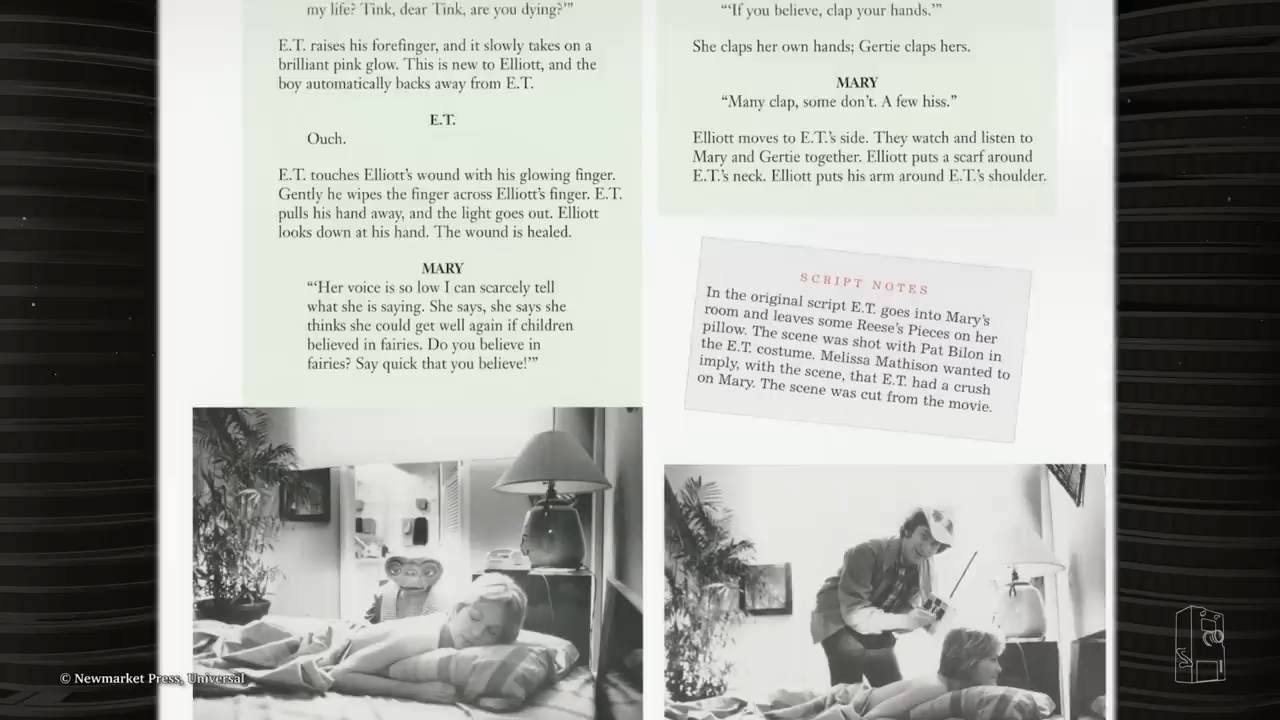 my life? Tink, dear Tink, are you dying?’”
E.T. raises his forefinger, and it slowly takes on a
brilliant pink glow. This is new to Elliott, and the
boy automatically backs away from E.T.
E.T.
Ouch.
E.T. touches Elliott’s wound with his glowing finger.
Gently he wipes the finger across Elliott’s finger. E.T.
pulls his hand away, and the light goes out. Elliott
looks down at his hand. The wound is healed.
MARY
“‘Her voice is so low I can scarcely tell
what she is saying. She says, she says she
thinks she could get well again if children
believed in fairies. Do you believe in
fairies? Say quick that you believe!’”
“‘If you believe, clap your hands.’”
She claps her own hands; Gertie claps hers.
MARY
“Many clap, some don’t. A few hiss.”
Elliott moves to E.T.’s side. They watch and listen to
Mary and Gertie together. Elliott puts a scarf around
E.T.’s neck. Elliott puts his arm around E.T.’s shoulder.
SCRIPT NOTES
In the original script E.T. goes into Mary’s
room and leaves some Reese’s Pieces on her
pillow. The scene was shot with Pat Bilon in
the E.T. costume. Melissa Mathison wanted to
imply, with the scene, that E.T. had a crush
on Mary. The scene was cut from the movie.
© Newmarket Press, Universal